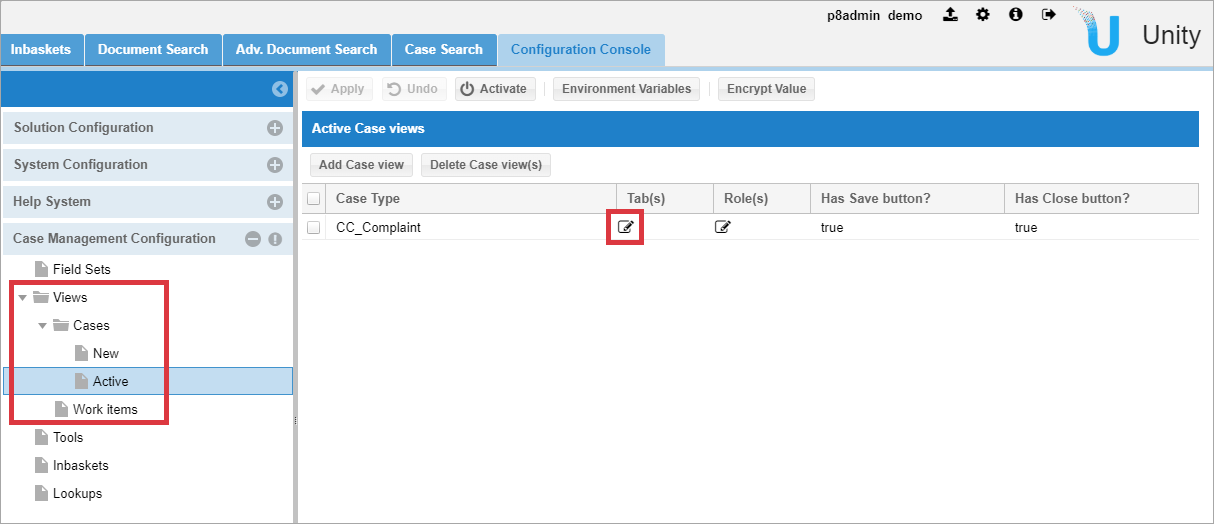 p8admin demo
Unity
Inbaskets Document Search Adv. Document Search Case Search Configuration Console
Apply Undo Activate Environment Variables Encrypt Value
Solution Configuration
System Configuration
Help System
Case Management Configuration
Field Sets
Views
Cases
New
Active
Work items
Tools
Inbaskets
Lookups
Active Case views
Add Case view Delete Case view(s)
Case Type Tab(s) Role(s) Has Save button? Has Close button?
CC_Complaint true true